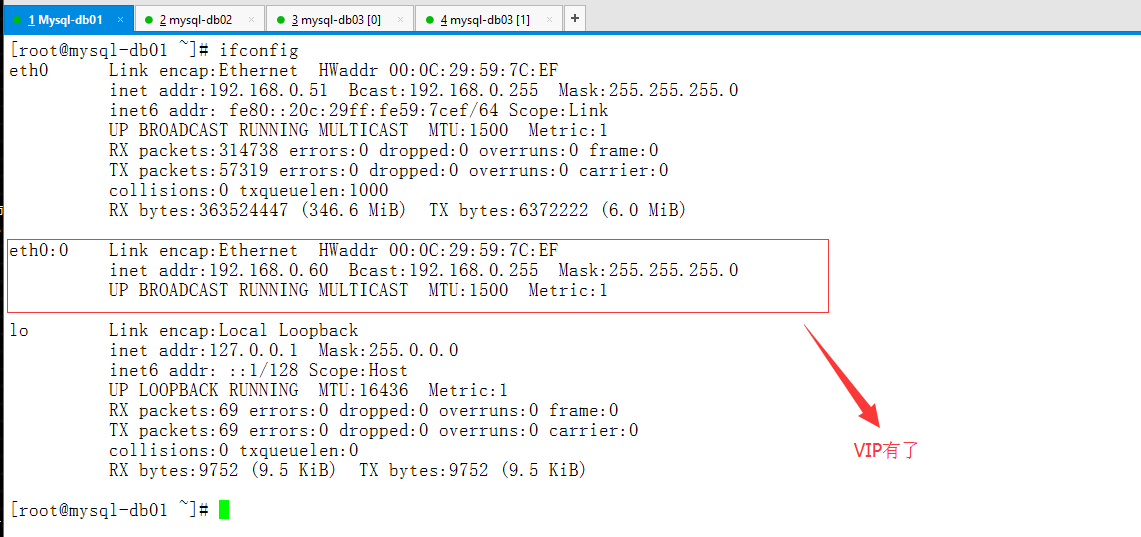 1 Mysql-db01 × 2 mysql-db02 × 3 mysql-db03 [0] × 4 mysql-db03 [1] × +
[root@mysql-db01 ~]# ifconfig
eth0 Link encap:Ethernet HWaddr 00:0C:29:59:7C:EF
inet addr:192.168.0.51 Bcast:192.168.0.255 Mask:255.255.255.0
inet6 addr: fe80::20c:29ff:fe59:7cef/64 Scope:Link
UP BROADCAST RUNNING MULTICAST MTU:1500 Metric:1
RX packets:314738 errors:0 dropped:0 overruns:0 frame:0
TX packets:57319 errors:0 dropped:0 overruns:0 carrier:0
collisions:0 txqueuelen:1000
RX bytes:363524447 (346.6 MiB) TX bytes:6372222 (6.0 MiB)
eth0:0 Link encap:Ethernet HWaddr 00:0C:29:59:7C:EF
inet addr:192.168.0.60 Bcast:192.168.0.255 Mask:255.255.255.0
UP BROADCAST RUNNING MULTICAST MTU:1500 Metric:1
lo Link encap:Local Loopback
inet addr:127.0.0.1 Mask:255.0.0.0
inet6 addr: ::1/128 Scope:Host
UP LOOPBACK RUNNING MTU:16436 Metric:1
RX packets:69 errors:0 dropped:0 overruns:0 frame:0
TX packets:69 errors:0 dropped:0 overruns:0 carrier:0
collisions:0 txqueuelen:0
RX bytes:9752 (9.5 KiB) TX bytes:9752 (9.5 KiB)
VIP有了
[root@mysql-db01 ~]#